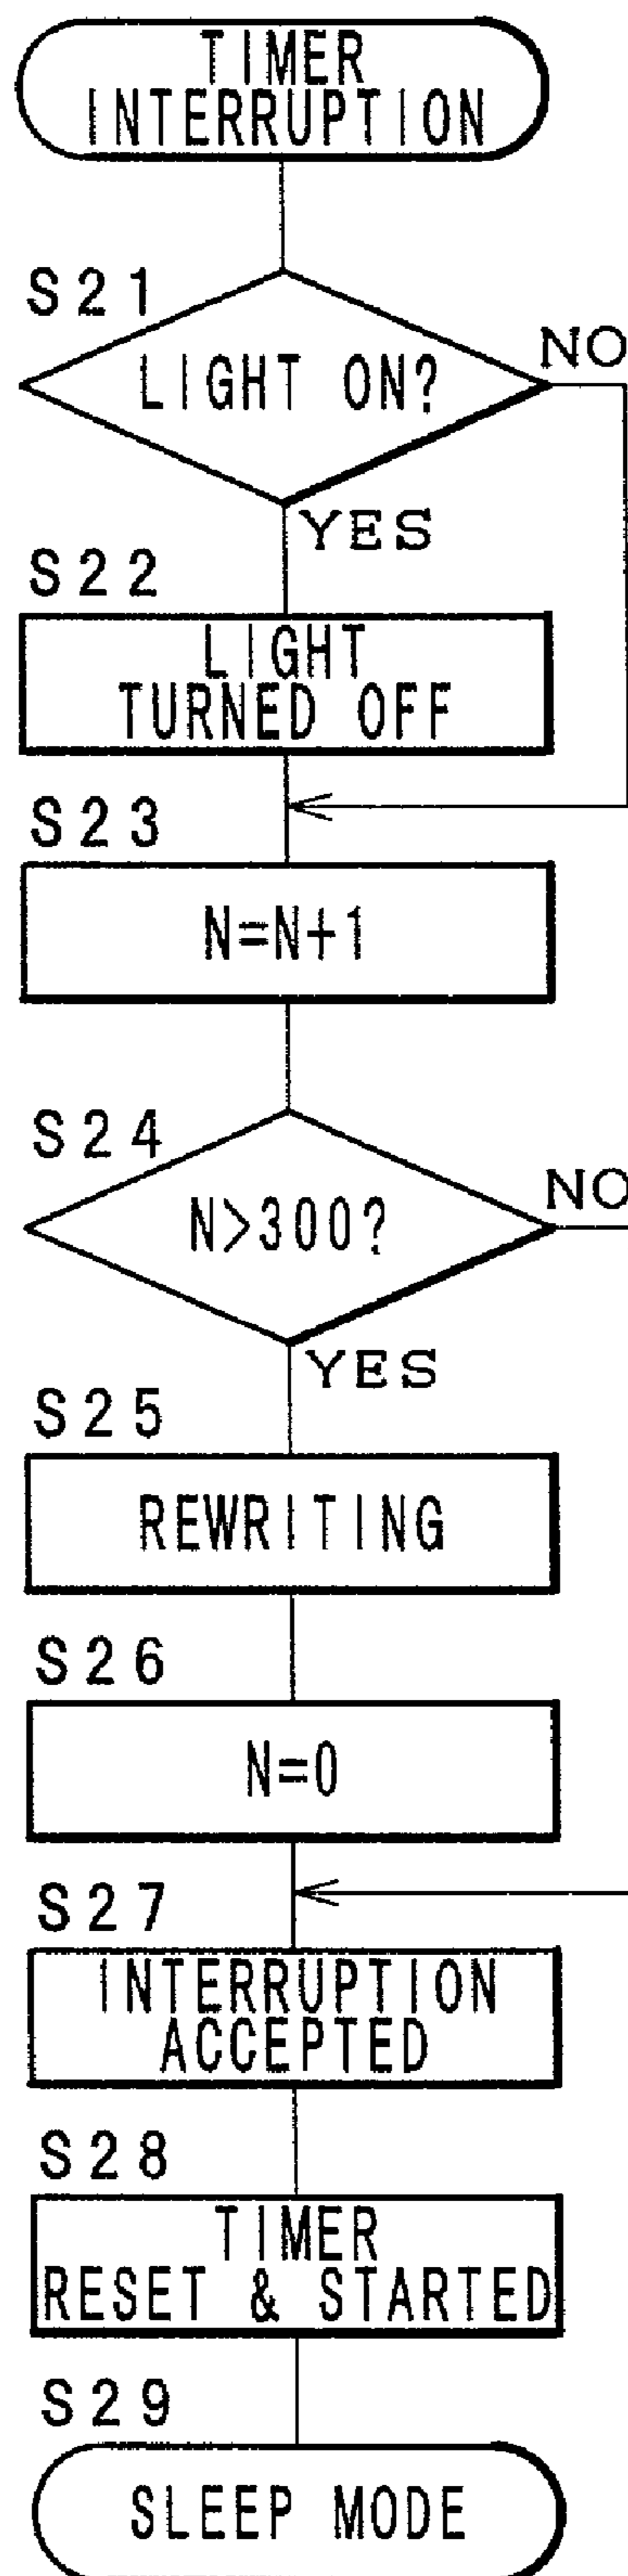 TIMER
INTERRUPTION
S21
LIGHT ON?
NO
YES
S22
LIGHT
TURNED OFF
S23
N=N+1
S24
N>300?
NO
YES
S25
REWRITING
S26
N=0
S27
INTERRUPTION
ACCEPTED
S28
TIMER
RESET & STARTED
S29
SLEEP MODE